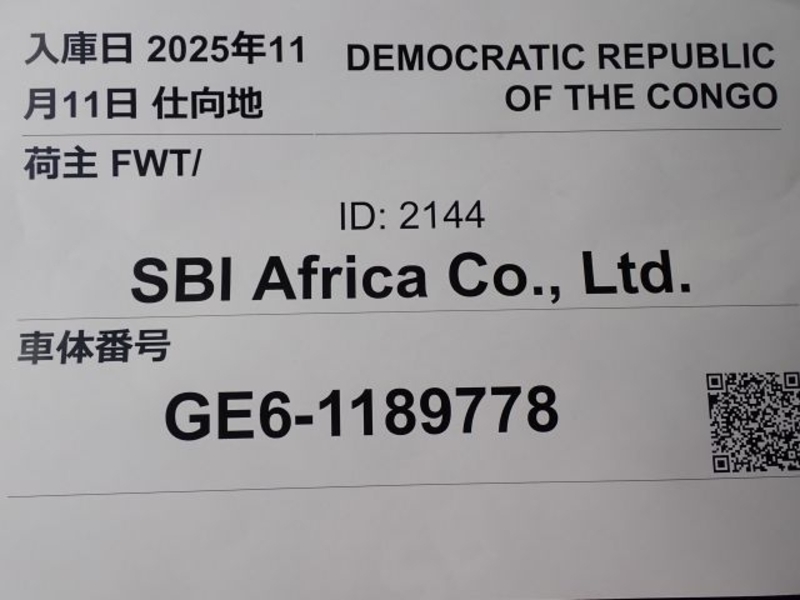 入庫日 2025年11
月11日 仕向地
DEMOCRATIC REPUBLIC
OF THE CONGO
荷主 FWT/
ID: 2144
SBI Africa Co., Ltd.
車体番号
GE6-1189778